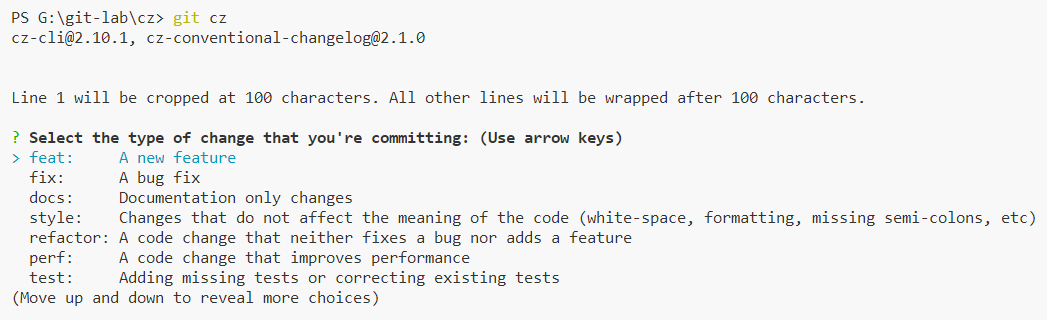 PS G:\git-lab\cz> git cz
cz-cli@2.10.1, cz-conventional-changelog@2.1.0
Line 1 will be cropped at 100 characters. All other lines will be wrapped after 100 characters.
? Select the type of change that you're committing: (Use arrow keys)
> feat:     A new feature
  fix:      A bug fix
  docs:     Documentation only changes
  style:    Changes that do not affect the meaning of the code (white-space, formatting, missing semi-colons, etc)
  refactor: A code change that neither fixes a bug nor adds a feature
  perf:     A code change that improves performance
  test:     Adding missing tests or correcting existing tests
(Move up and down to reveal more choices)